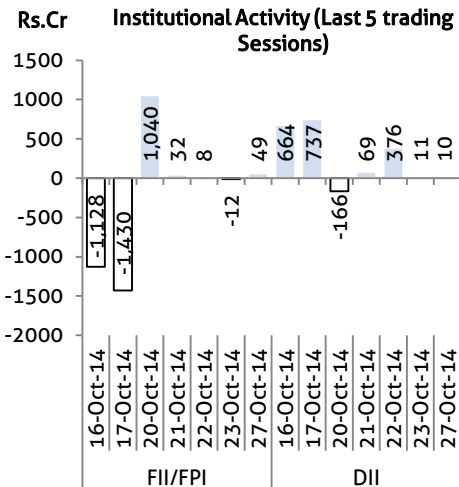 Rs.Cr
Institutional Activity (Last 5 trading
Sessions)
1500
1000
500
0
-500
-1000
-1500
-2000
-1,128
-1,430
1,040
32
8
-12
49
664
737
-166
69
376
11
10
16-Oct-14
17-Oct-14
20-Oct-14
21-Oct-14
22-Oct-14
23-Oct-14
27-Oct-14
16-Oct-14
17-Oct-14
20-Oct-14
21-Oct-14
22-Oct-14
23-Oct-14
27-Oct-14
FII/FPI
DII